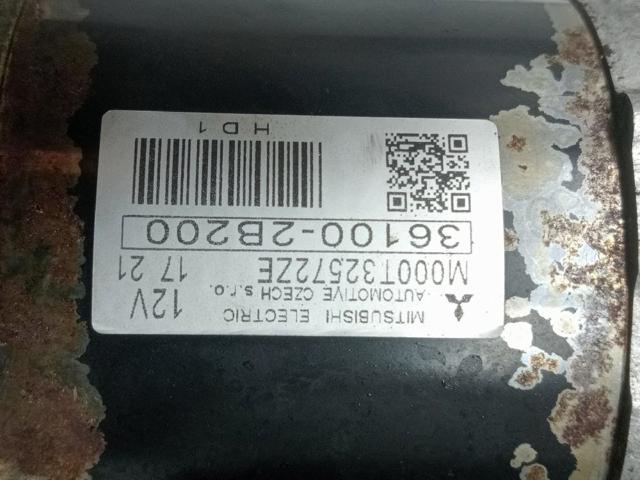 MITSUBISHI ELECTRIC
AUTOMOTIVE CZECH s.r.o.
12V
M000T32572ZE
17 21
36100-2B200
HD1